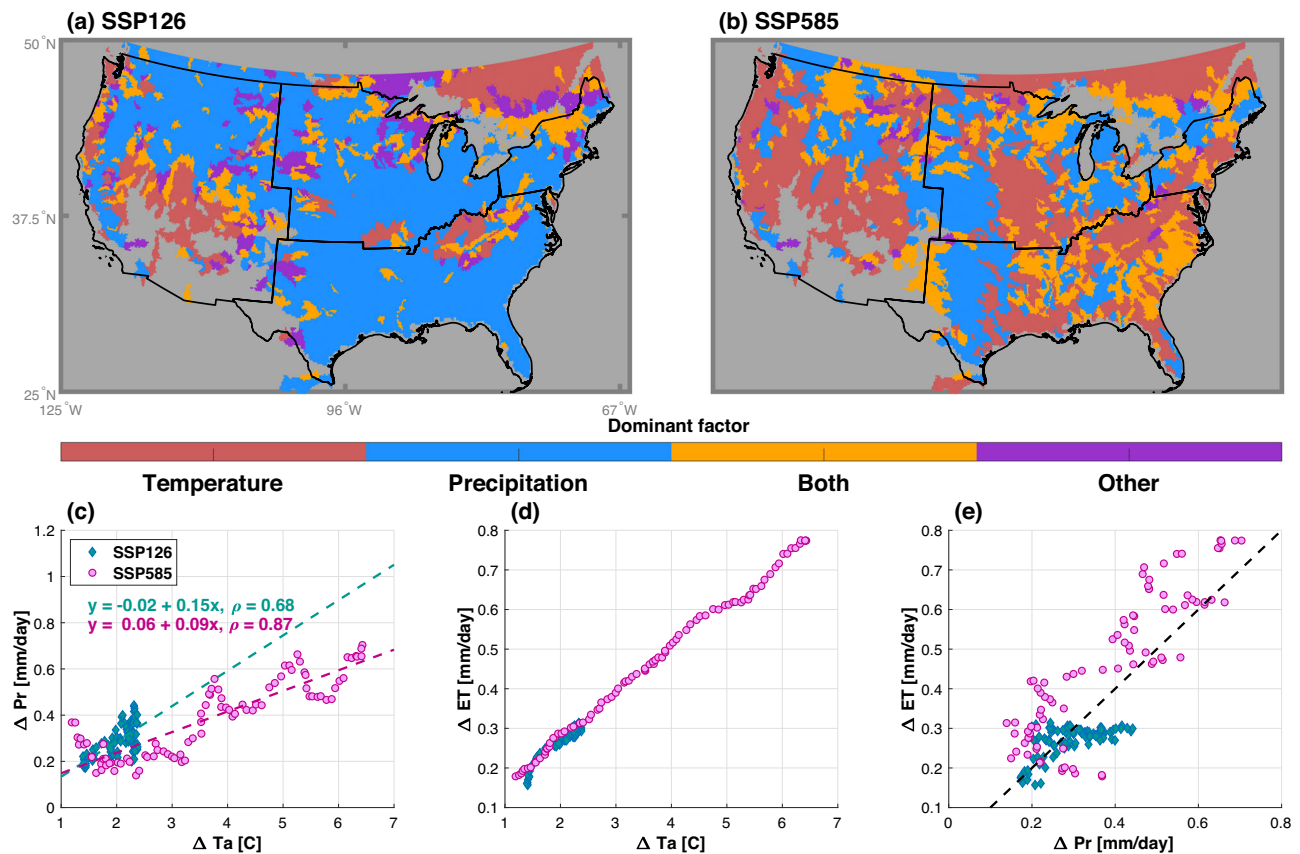 (a) SSP126
(b) SSP585
50°N
37.5°N
25°N
125°W
96°W
67°W
Dominant factor
Temperature
Precipitation
Both
Other
(c)
1.2
1
0.8
0.6
0.4
0.2
0
Δ Pr [mm/day]
SSP126
SSP585
y = -0.02 + 0.15x, ρ = 0.68
y = 0.06 + 0.09x, ρ = 0.87
1 2 3 4 5 6 7
Δ Ta [C]
(d)
0.8
0.7
0.6
0.5
0.4
0.3
0.2
0.1
Δ ET [mm/day]
1 2 3 4 5 6 7
Δ Ta [C]
(e)
0.8
0.7
0.6
0.5
0.4
0.3
0.2
0.1
Δ ET [mm/day]
0 0.2 0.4 0.6 0.8
Δ Pr [mm/day]